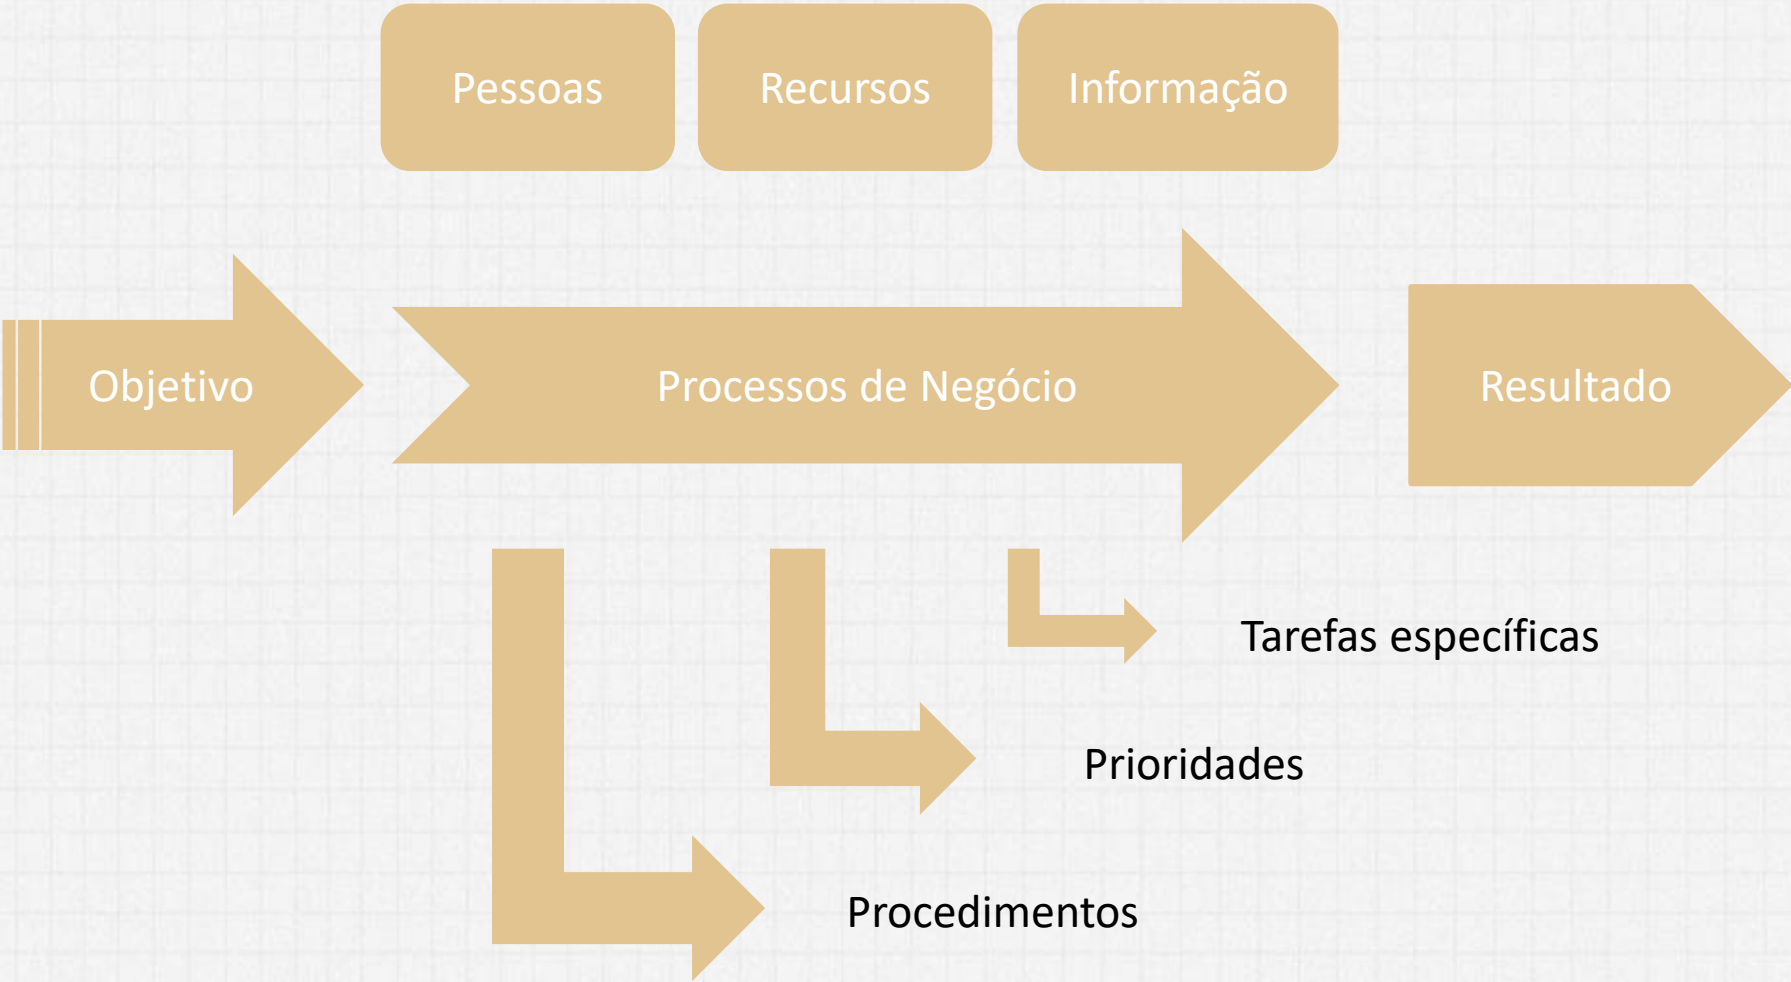 Pessoas
Recursos
Informação
Objetivo
Processos de Negócio
Resultado
Tarefas específicas
Prioridades
Procedimentos